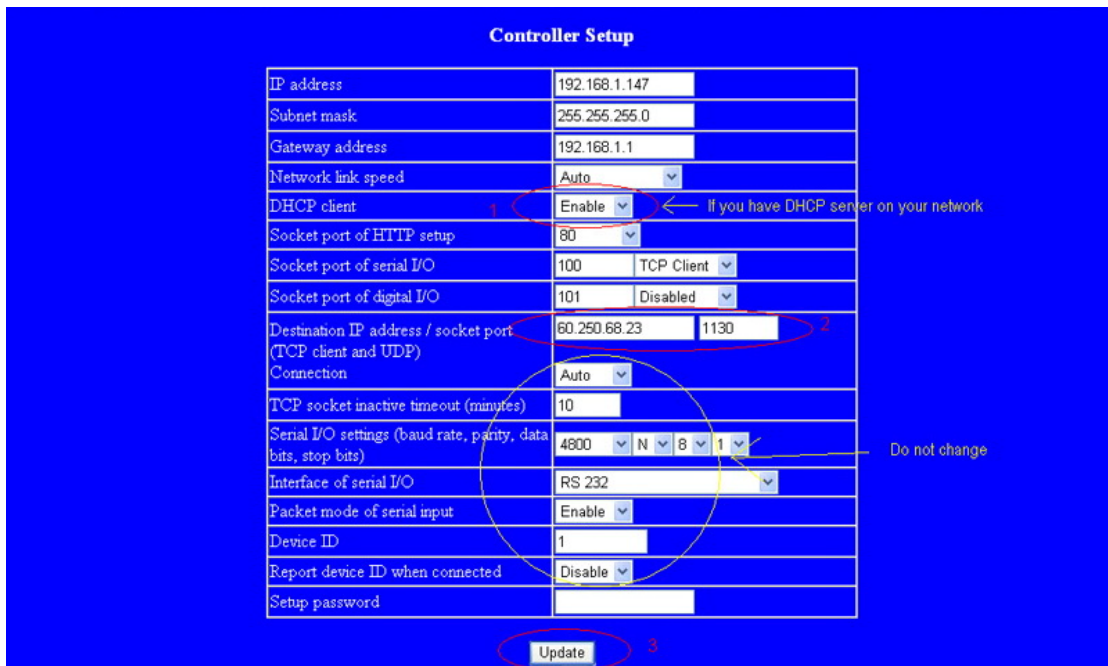 Controller Setup
IP address 192.168.1.147
Subnet mask 255.255.255.0
Gateway address 192.168.1.1
Network link speed Auto
DHCP client 1 Enable If you have DHCP server on your network
Socket port of HTTP setup 80
Socket port of serial I/O 100 TCP Client
Socket port of digital I/O 101 Disabled
Destination IP address / socket port 60.250.68.23 1130 2
(TCP client and UDP)
Connection Auto
TCP socket inactive timeout (minutes) 10
Serial I/O settings (baud rate, parity, data
bits, stop bits) 4800 N 8 1 Do not change
Interface of serial I/O RS 232
Packet mode of serial input Enable
Device ID 1
Report device ID when connected Disable
Setup password
Update 3